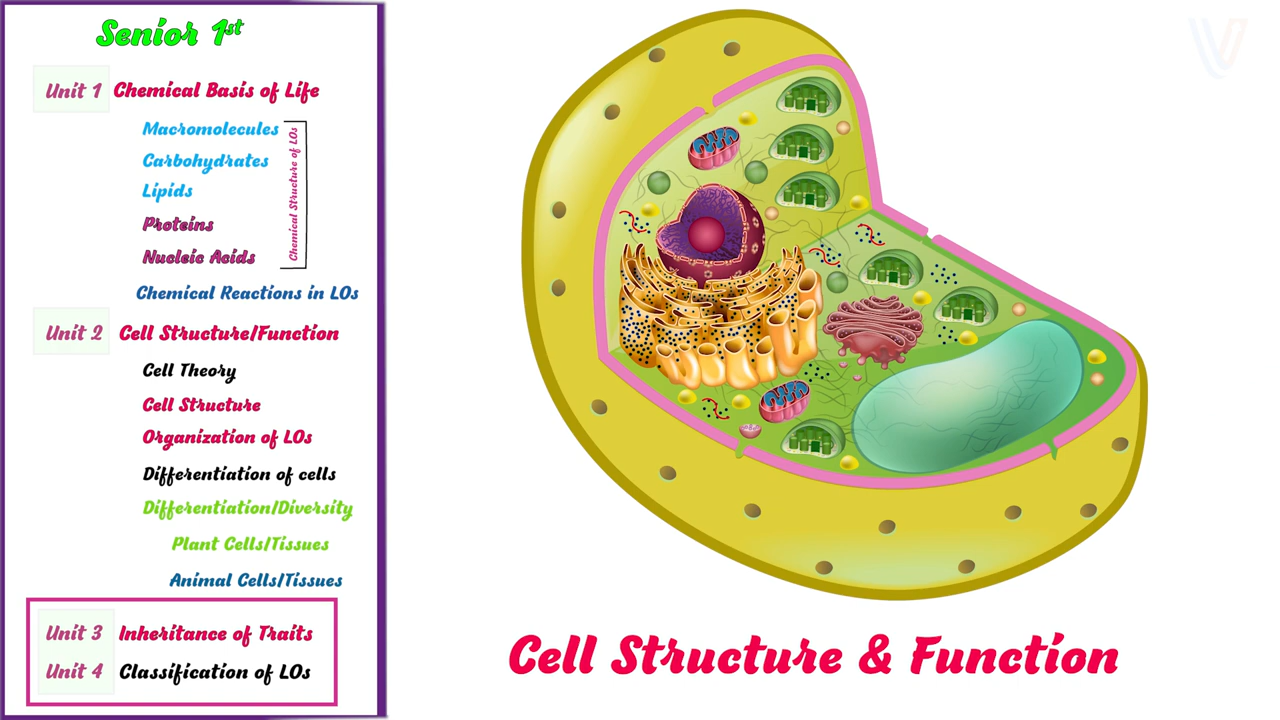 Senior 1st
Unit 1 Chemical Basis of Life
Macromolecules
Carbohydrates
Lipids
Proteins
Nucleic Acids
Chemical Structure of LOs
Chemical Reactions in LOs
Unit 2 Cell Structure/Function
Cell Theory
Cell Structure
Organization of LOs
Differentiation of cells
Differentiation/Diversity
Plant Cells/Tissues
Animal Cells/Tissues
Unit 3 Inheritance of Traits
Unit 4 Classification of LOs
Cell Structure & Function